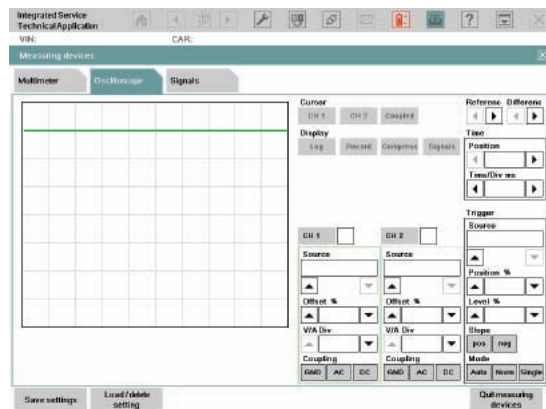 Integrated Service
Technical Application
VIN: CAR:
Measuring devices
Multimeter Oscilloscope Signals
Cursor
CH 1 CH 2 Coupled
Display
Log Record Compress Signals
Referenc Differenc
Time
Position
Time/Div ms
Trigger
Source
Position %
Level %
Slope
pos neg
Mode
Auto Norm Single
CH 1 CH 2
Source Source
Offset % Offset %
V/A Div V/A Div
Coupling Coupling
GND AC DC GND AC DC
Save settings
Load/delete
setting
Quit measuring
devices